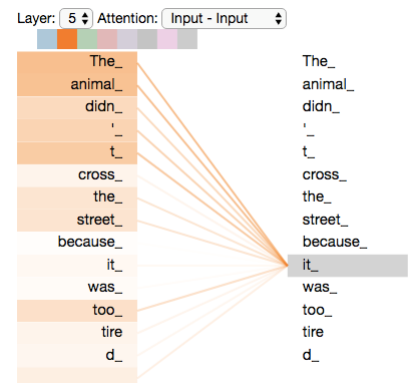 Layer: 5 Attention: Input - Input
The_ The_
animal_ animal_
didn_ didn_
'_ '_
t_ t_
cross_ cross_
the_ the_
street_ street_
because_ because_
it_ it_
was_ was_
too_ too_
tire tire
d_ d_